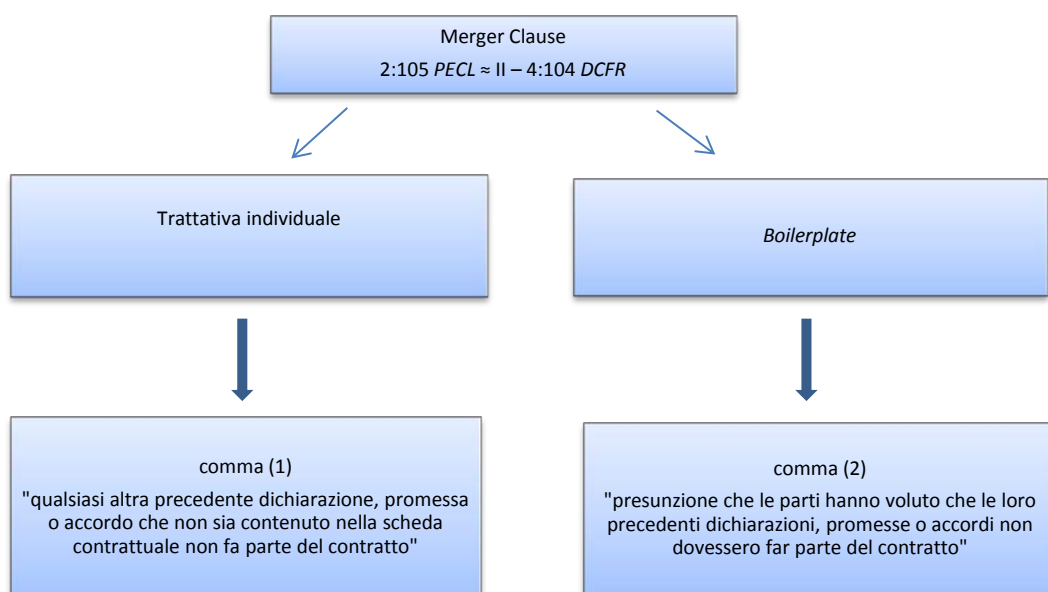 Merger Clause
2:105 PECL ≈ II – 4:104 DCFR
Trattativa individuale
Boilerplate
comma (1)
"qualsiasi altra precedente dichiarazione, promessa
o accordo che non sia contenuto nella scheda
contrattuale non fa parte del contratto"
comma (2)
"presunzione che le parti hanno voluto che le loro
precedenti dichiarazioni, promesse o accordi non
dovessero far parte del contratto"